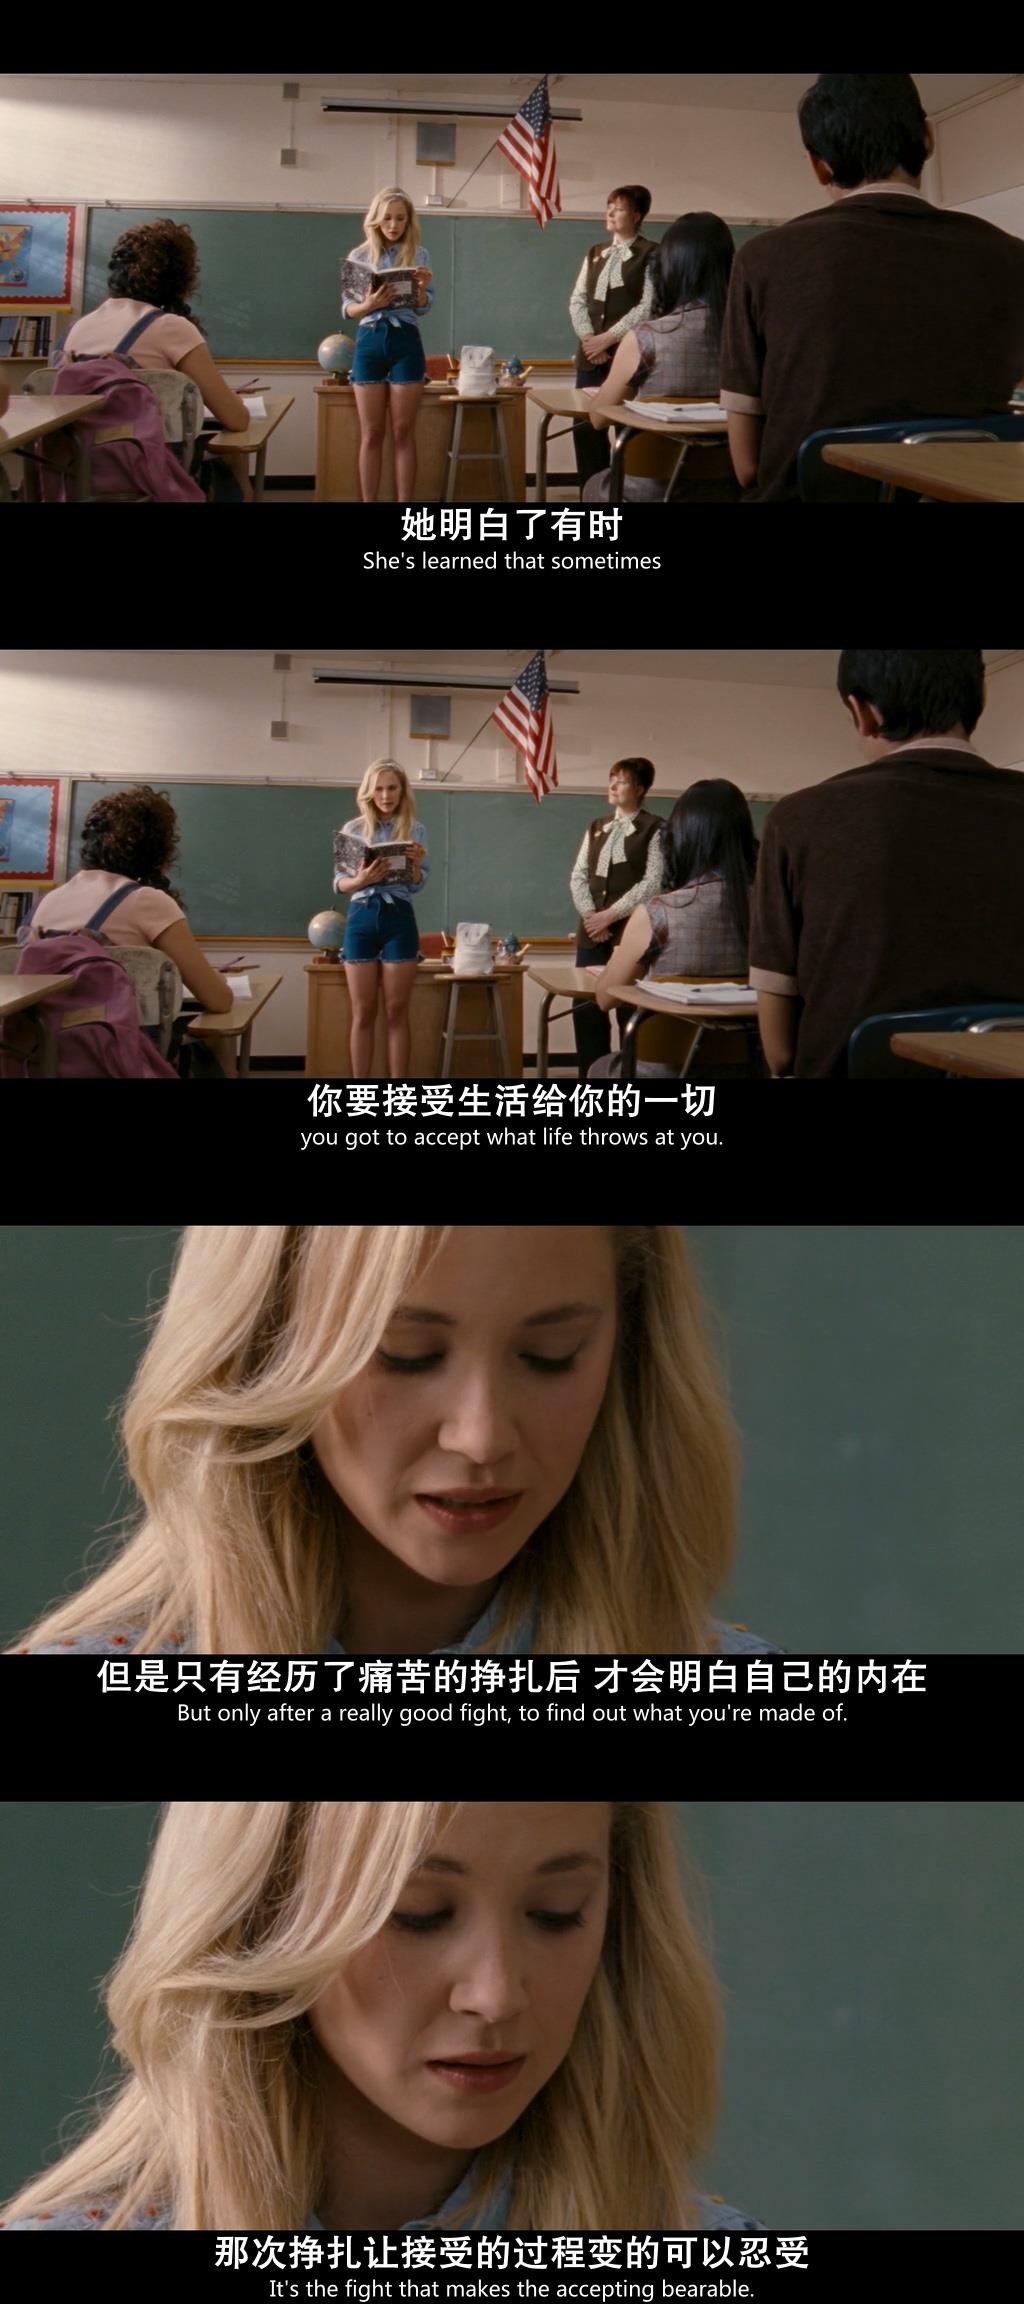 她明白了有时
She's learned that sometimes
你要接受生活给你的一切
you got to accept what life throws at you.
但是只有经历了痛苦的挣扎后 才会明白自己的内在
But only after a really good fight, to find out what you're made of.
那次挣扎让接受的过程变的可以忍受
It's the fight that makes the accepting bearable.